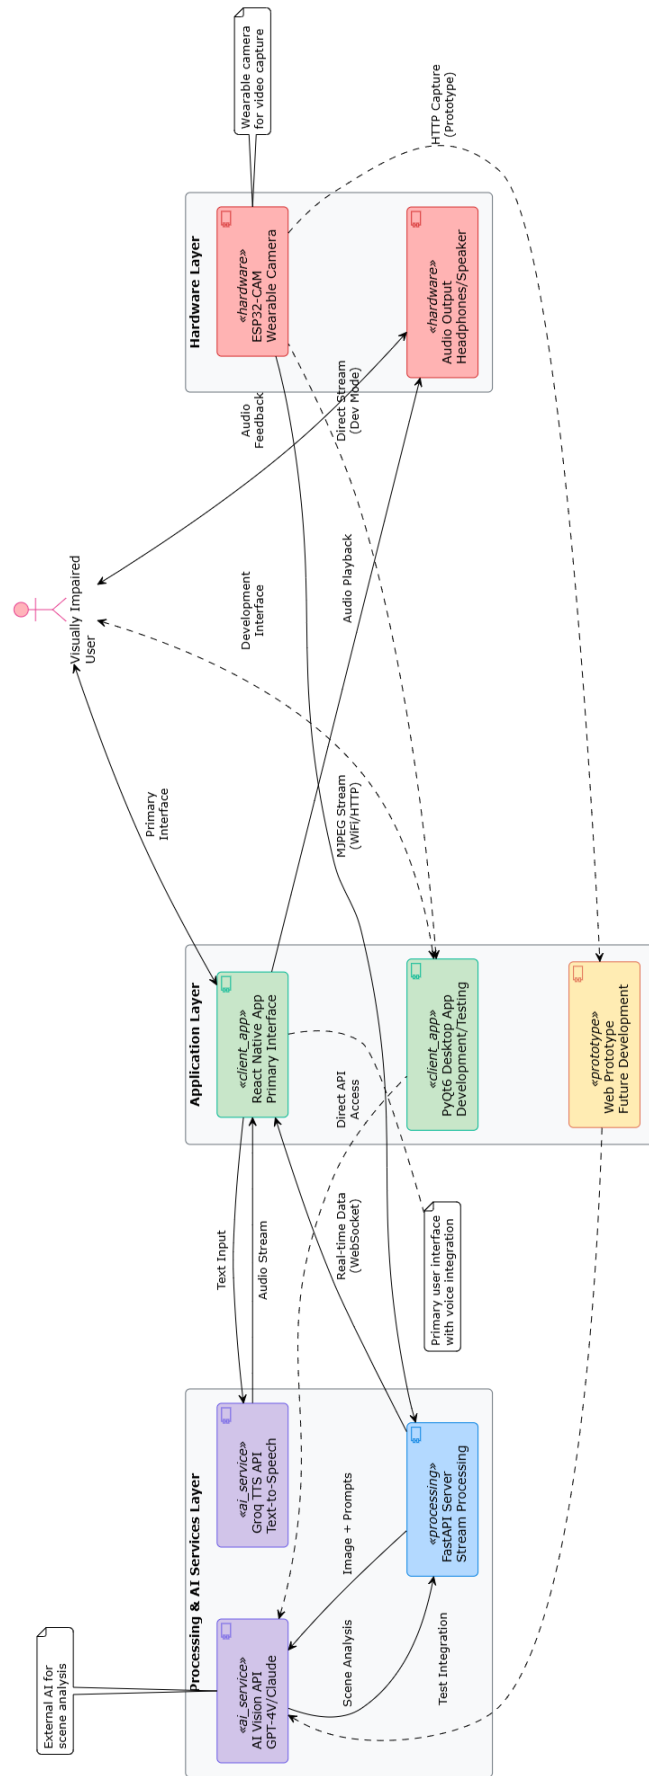 Wearable camera
for video capture
HTTP Capture
(Prototype)
Hardware Layer
«hardware»
ESP32-CAM
Wearable Camera
«hardware»
Audio Output
Headphones/Speaker
Audio
Feedback
Direct Stream
(Dev Mode)
Visually Impaired
User
Development
Interface
Audio Playback
Primary
Interface
MJPEG Stream
(WiFi/HTTP)
Application Layer
«client_app»
React Native App
Primary Interface
«client_app»
PyQt6 Desktop App
Development/Testing
«prototype»
Web Prototype
Future Development
Direct API
Access
Text Input
Audio Stream
Real-time Data
(WebSocket)
Primary user interface
with voice integration
Processing & AI Services Layer
«ai_service»
Groq TTS API
Text-to-Speech
«processing»
FastAPI Server
Stream Processing
Image + Prompts
Scene Analysis
Test Integration
«ai_service»
AI Vision API
GPT-4V/Claude
External AI for
scene analysis